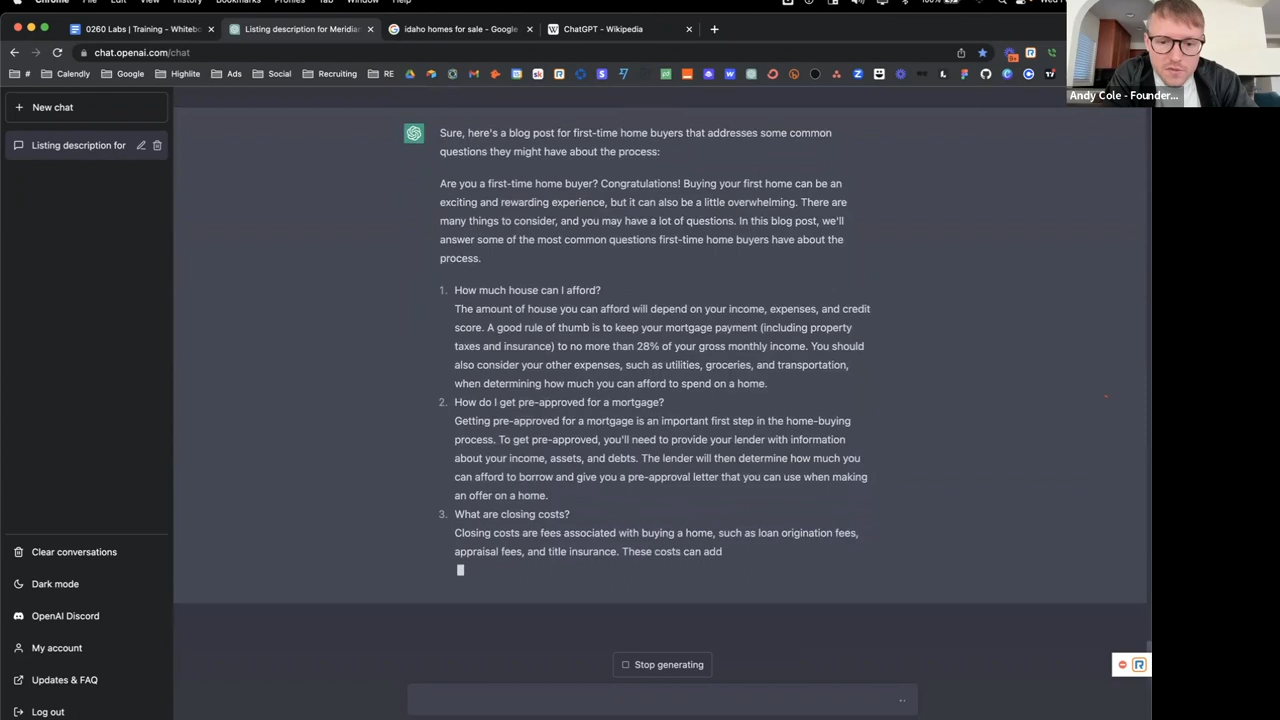 Chrome File Edit View History Bookmarks Profiles Tab Window Help
0260 Labs | Training - Whitebo
Listing description for Meridia
idaho homes for sale - Google
ChatGPT - Wikipedia
chat.openai.com/chat
# Calendly Google Highlite Ads Social Recruiting RE
Andy Cole - Founder...
New chat
Listing description for
Sure, here's a blog post for first-time home buyers that addresses some common
questions they might have about the process:
Are you a first-time home buyer? Congratulations! Buying your first home can be an
exciting and rewarding experience, but it can also be a little overwhelming. There are
many things to consider, and you may have a lot of questions. In this blog post, we'll
answer some of the most common questions first-time home buyers have about the
process.
1. How much house can I afford?
The amount of house you can afford will depend on your income, expenses, and credit
score. A good rule of thumb is to keep your mortgage payment (including property
taxes and insurance) to no more than 28% of your gross monthly income. You should
also consider your other expenses, such as utilities, groceries, and transportation,
when determining how much you can afford to spend on a home.
2. How do I get pre-approved for a mortgage?
Getting pre-approved for a mortgage is an important first step in the home-buying
process. To get pre-approved, you'll need to provide your lender with information
about your income, assets, and debts. The lender will then determine how much you
can afford to borrow and give you a pre-approval letter that you can use when making
an offer on a home.
3. What are closing costs?
Closing costs are fees associated with buying a home, such as loan origination fees,
appraisal fees, and title insurance. These costs can add
Clear conversations
Dark mode
OpenAI Discord
My account
Updates & FAQ
Log out
Stop generating